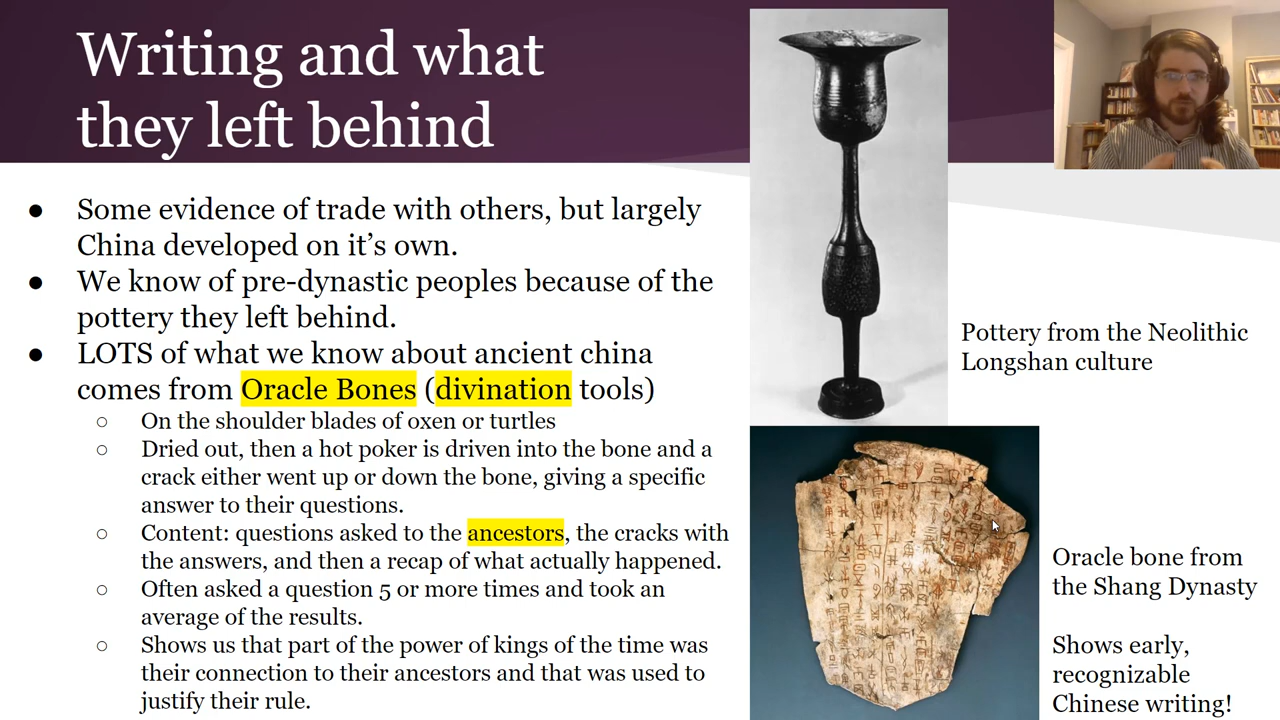 Writing and what
they left behind
● Some evidence of trade with others, but largely
China developed on it's own.
● We know of pre-dynastic peoples because of the
pottery they left behind.
● LOTS of what we know about ancient china
comes from Oracle Bones (divination tools)
○ On the shoulder blades of oxen or turtles
○ Dried out, then a hot poker is driven into the bone and a
crack either went up or down the bone, giving a specific
answer to their questions.
○ Content: questions asked to the ancestors, the cracks with
the answers, and then a recap of what actually happened.
○ Often asked a question 5 or more times and took an
average of the results.
○ Shows us that part of the power of kings of the time was
their connection to their ancestors and that was used to
justify their rule.
Pottery from the Neolithic
Longshan culture
Oracle bone from
the Shang Dynasty
Shows early,
recognizable
Chinese writing!